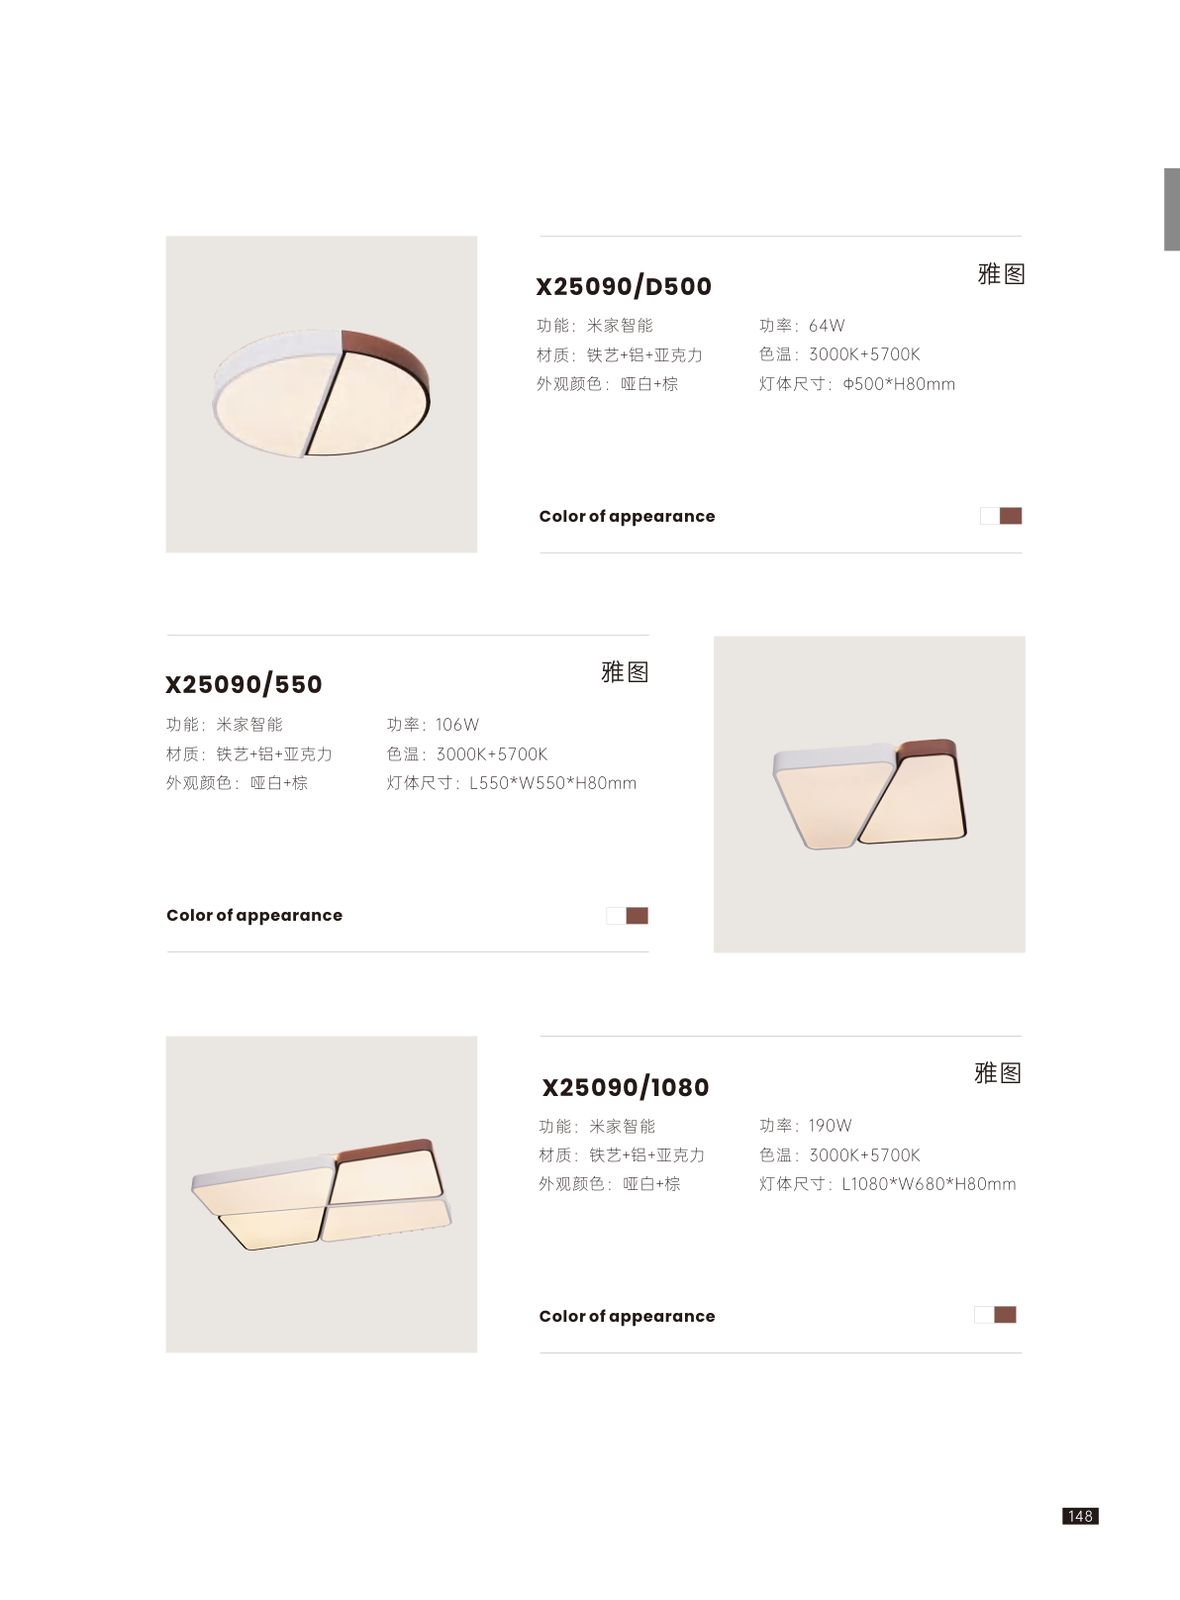 雅图
X25090/D500
功能：米家智能 功率：64W
材质：铁艺+铝+亚克力 色温：3000K+5700K
外观颜色：哑白+棕 灯体尺寸：Φ500*H80mm
Color of appearance
雅图
X25090/550
功能：米家智能 功率：106W
材质：铁艺+铝+亚克力 色温：3000K+5700K
外观颜色：哑白+棕 灯体尺寸：L550*W550*H80mm
Color of appearance
雅图
X25090/1080
功能：米家智能 功率：190W
材质：铁艺+铝+亚克力 色温：3000K+5700K
外观颜色：哑白+棕 灯体尺寸：L1080*W680*H80mm
Color of appearance
148